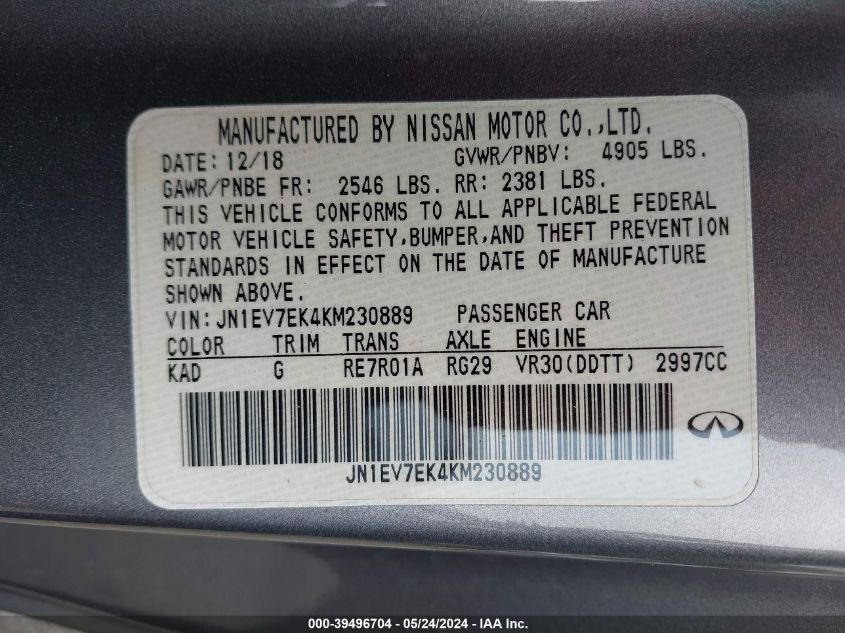 MANUFACTURED BY NISSAN MOTOR CO.,LTD.
DATE: 12/18 GVWR/PNBV: 4905 LBS.
GAWR/PNBE FR: 2546 LBS. RR: 2381 LBS.
THIS VEHICLE CONFORMS TO ALL APPLICABLE FEDERAL
MOTOR VEHICLE SAFETY,BUMPER,AND THEFT PREVENTION
STANDARDS IN EFFECT ON THE DATE OF MANUFACTURE
SHOWN ABOVE.
VIN: JN1EV7EK4KM230889 PASSENGER CAR
COLOR TRIM TRANS AXLE ENGINE
KAD G RE7R01A RG29 VR30(DDTT) 2997CC
JN1EV7EK4KM230889
000-39496704 - 05/24/2024 - IAA Inc.